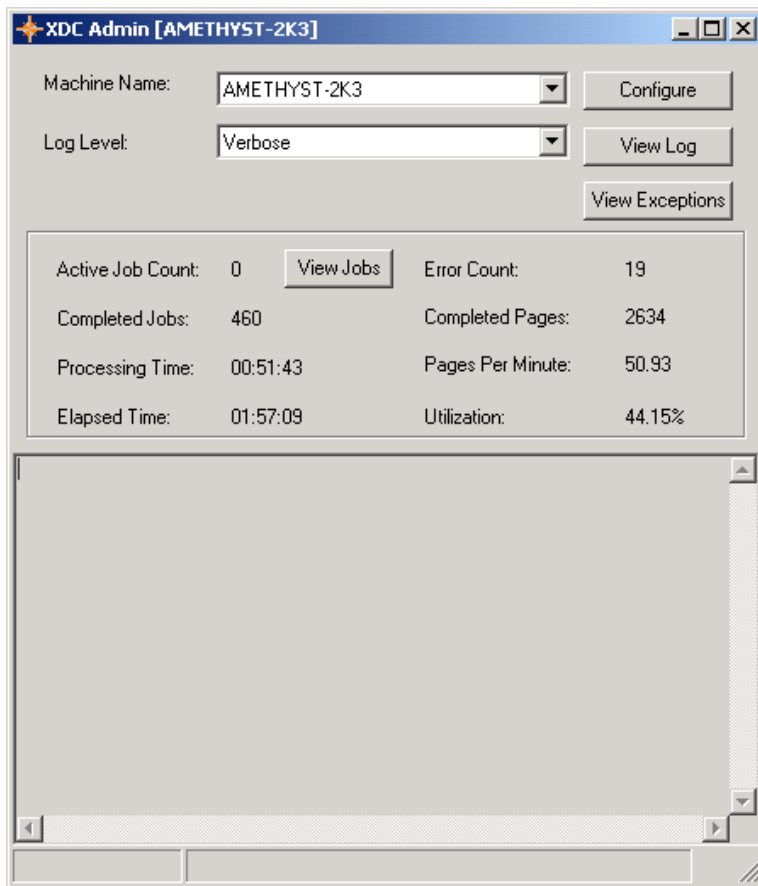 XDC Admin [AMETHYST-2K3]
Machine Name: AMETHYST-2K3 Configure
Log Level: Verbose View Log
View Exceptions
Active Job Count: 0 View Jobs Error Count: 19
Completed Jobs: 460 Completed Pages: 2634
Processing Time: 00:51:43 Pages Per Minute: 50.93
Elapsed Time: 01:57:09 Utilization: 44.15%